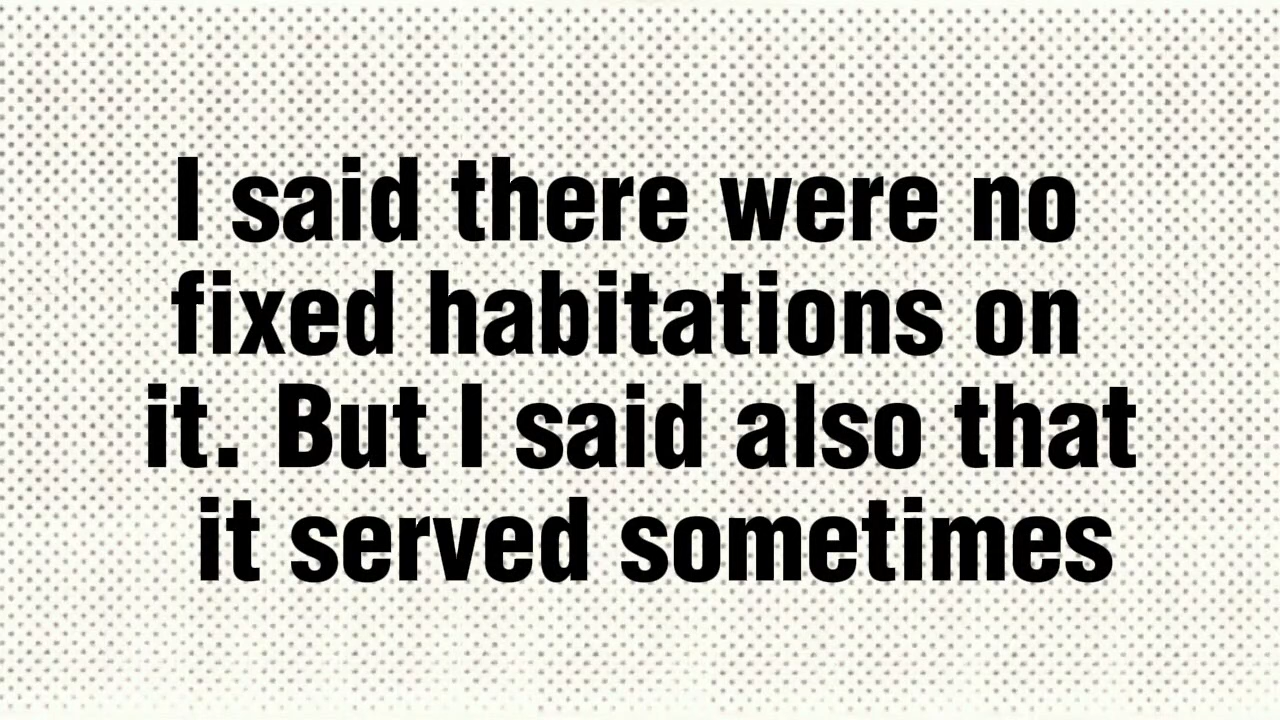 I said there were no
fixed habitations on
it. But I said also that
it served sometimes